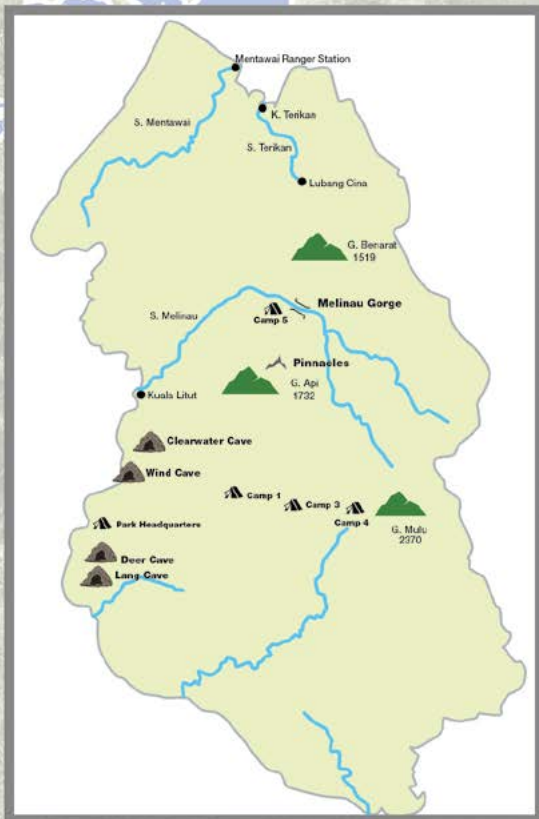 Mentawai Ranger Station
K. Terikan
S. Mentawai
S. Terikan
Lubang Cina
G. Benarat
1519
Melinau Gorge
S. Melinau
Camp 5
Pinnacles
G. Api
1732
Kuala Litut
Clearwater Cave
Wind Cave
Camp 1
Camp 3
Camp 4
Park Headquarters
G. Mulu
2370
Deer Cave
Lang Cave